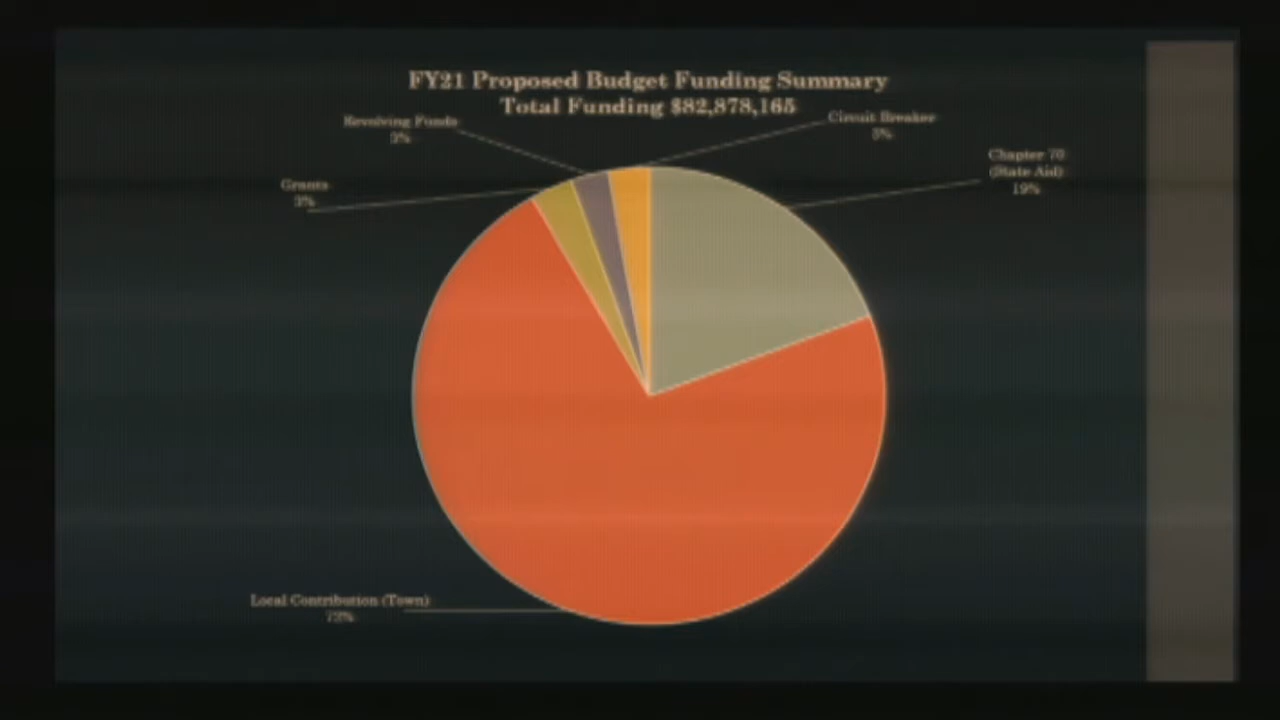 FY21 Proposed Budget Funding Summary
Total Funding $82,878,165
Revolving Funds
3%
Circuit Breaker
3%
Chapter 70
(State Aid)
19%
Grants
3%
Local Contribution (Town)